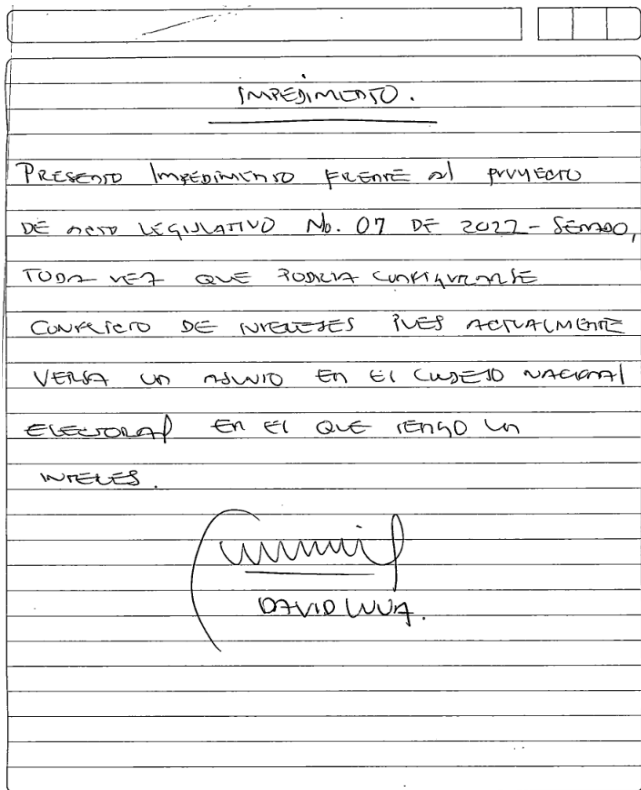 IMPEDIMENTO.
PRESENTO IMPEDIMENTO FRENTE al PROYECTO
DE ACTO LEGISLATIVO No. 07 DE 2022 - SENADO,
TODA VEZ QUE PODRIA CONFIGURARSE
CONFLICTO DE INTERESES PUES ACTUALMENTE
VERSA UN ASUNTO EN El CONSEJO NACIONAL
ELECTORAL EN El QUE TENGO UN
INTERES.
DAVID LUNA.